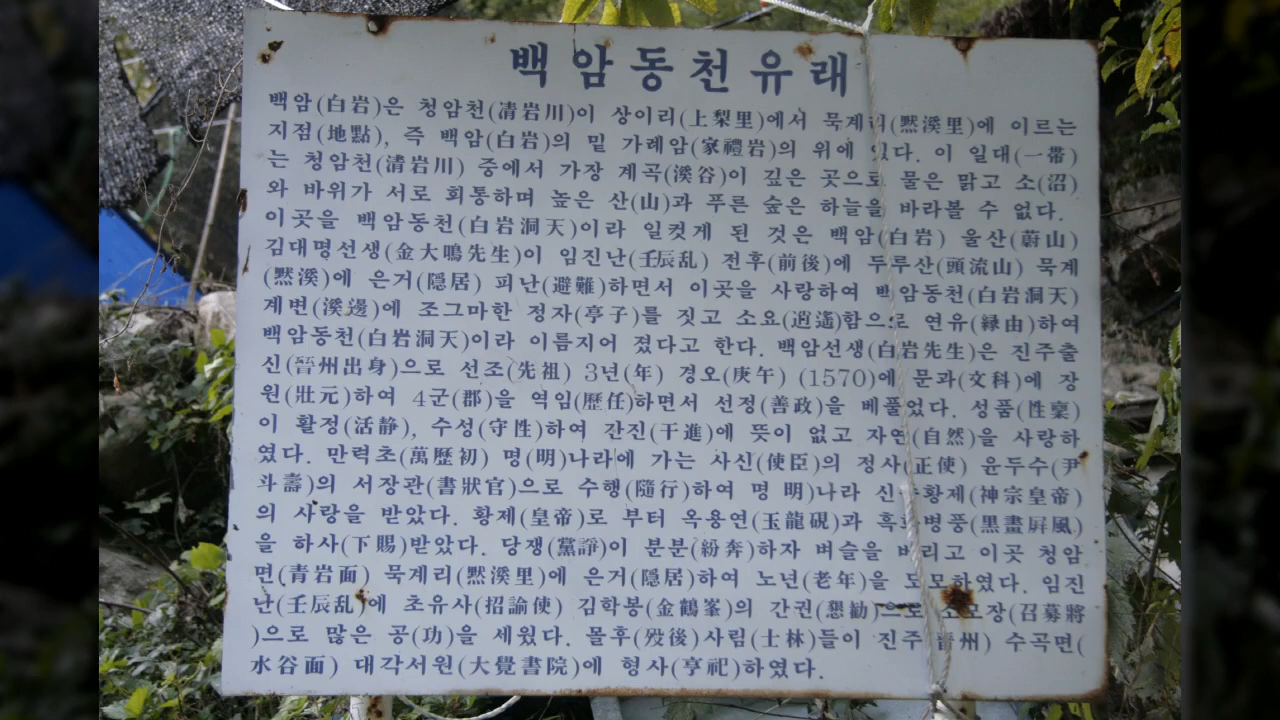 백암동천유래
백암(白岩)은 청암천(淸岩川)이 상이리(上梨里)에서 묵계리(黙溪里)에 이르는
지점(地點), 즉 백암(白岩)의 밑 가례암(家禮岩)의 위에 있다. 이 일대(一帶)
는 청암천(清岩川) 중에서 가장 계곡(溪谷)이 깊은 곳으로 물은 맑고 소(沼)
와 바위가 서로 회통하며 높은 산(山)과 푸른 숲은 하늘을 바라볼 수 없다.
이곳을 백암동천(白岩洞天)이라 일컷게 된 것은 백암(白岩) 울산(蔚山)
김대명선생(金大鳴先生)이 임진난(壬辰乱) 전후(前後)에 두루산(頭流山) 묵계
(黙溪)에 은거(隱居) 피난(避難)하면서 이곳을 사랑하여 백암동천(白岩洞天)
계변(溪邊)에 조그마한 정자(亭子)를 짓고 소요(逍遙)함으로 연유(縁由)하여
백암동천(白岩洞天)이라 이름지어 졌다고 한다. 백암선생(白岩先生)은 진주출
신(晉州出身)으로 선조(先祖) 3년(年) 경오(庚午) (1570)에 문과(文科)에 장
원(壯元)하여 4군(郡)을 역임(歷任)하면서 선정(善政)을 베풀었다. 성품(性稟)
이 활정(活静), 수성(守性)하여 간진(干進)에 뜻이 없고 자연(自然)을 사랑하
였다. 만력초(萬歷初) 명(明)나라에 가는 사신(使臣)의 정사(正使) 윤두수(尹
斗壽)의 서장관(書狀官)으로 수행(隨行)하여 명 明)나라 신종황제(神宗皇帝)
의 사랑을 받았다. 황제(皇帝)로 부터 옥용연(玉龍硯)과 흑화병풍(黒畫屛風)
을 하사(下賜)받았다. 당쟁(黨諍)이 분분(紛奔)하자 벼슬을 버리고 이곳 청암
면(青岩面) 묵계리(黙溪里)에 은거(隱居)하여 노년(老年)을 도모하였다. 임진
난(壬辰乱)에 초유사(招諭使) 김학봉(金鶴峯)의 간권(懇勸)으로 소모장(召募將
)으로 많은 공(功)을 세웠다. 몰후(歿後)사림(士林)들이 진주 晋州) 수곡면(
水谷面) 대각서원(大覺書院)에 형사(亨祀)하였다.